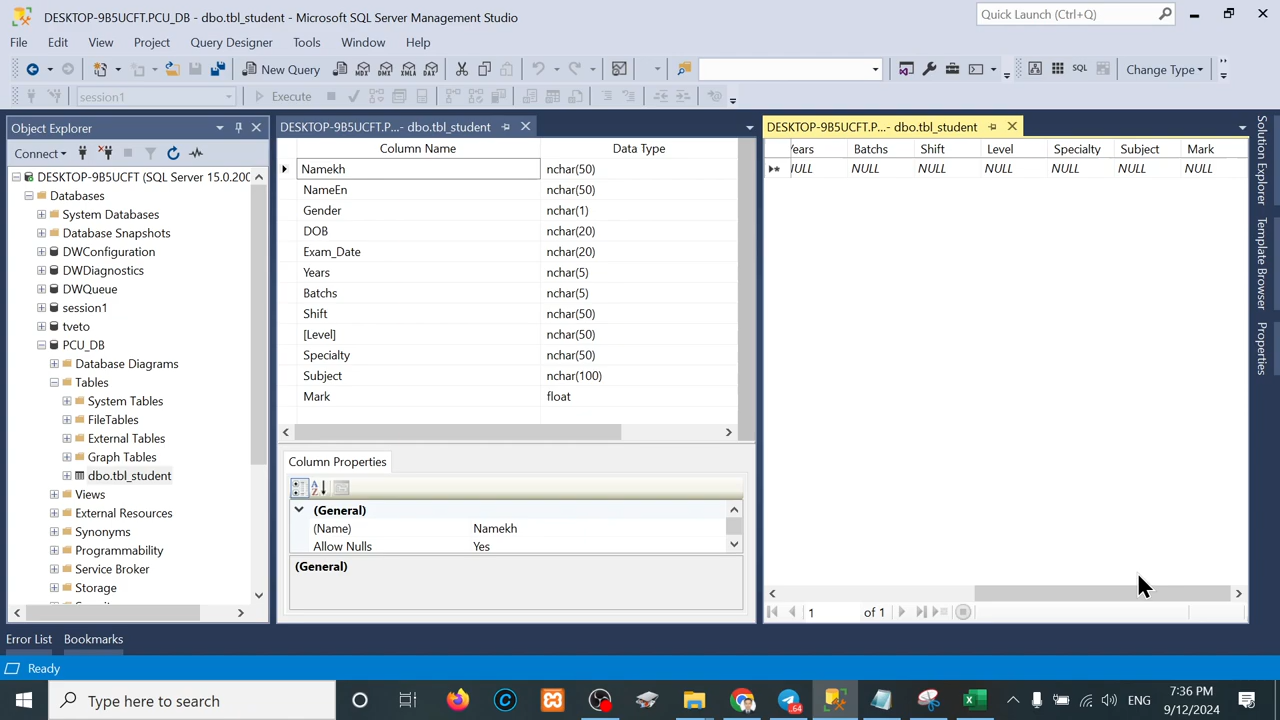 DESKTOP-9B5UCFT.PCU_DB - dbo.tbl_student - Microsoft SQL Server Management Studio
Quick Launch (Ctrl+Q)
File Edit View Project Query Designer Tools Window Help
New Query MDX DMX XMLA DAX SQL Change Type
session1 Execute
Object Explorer
DESKTOP-9B5UCFT.P...- dbo.tbl_student
DESKTOP-9B5UCFT.P...- dbo.tbl_student
Connect
DESKTOP-9B5UCFT (SQL Server 15.0.200
Databases
System Databases
Database Snapshots
DWConfiguration
DWDiagnostics
DWQueue
session1
tveto
PCU_DB
Database Diagrams
Tables
System Tables
FileTables
External Tables
Graph Tables
dbo.tbl_student
Views
External Resources
Synonyms
Programmability
Service Broker
Storage
Column Name Data Type
Namekh nchar(50)
NameEn nchar(50)
Gender nchar(1)
DOB nchar(20)
Exam_Date nchar(20)
Years nchar(5)
Batchs nchar(5)
Shift nchar(50)
[Level] nchar(50)
Specialty nchar(50)
Subject nchar(100)
Mark float
Column Properties
(General)
(Name) Namekh
Allow Nulls Yes
(General)
ears Batchs Shift Level Specialty Subject Mark
ULL NULL NULL NULL NULL NULL NULL
1 of 1
Solution Explorer
Template Browser
Properties
Error List Bookmarks
Ready
Type here to search
64
ENG
7:36 PM
9/12/2024